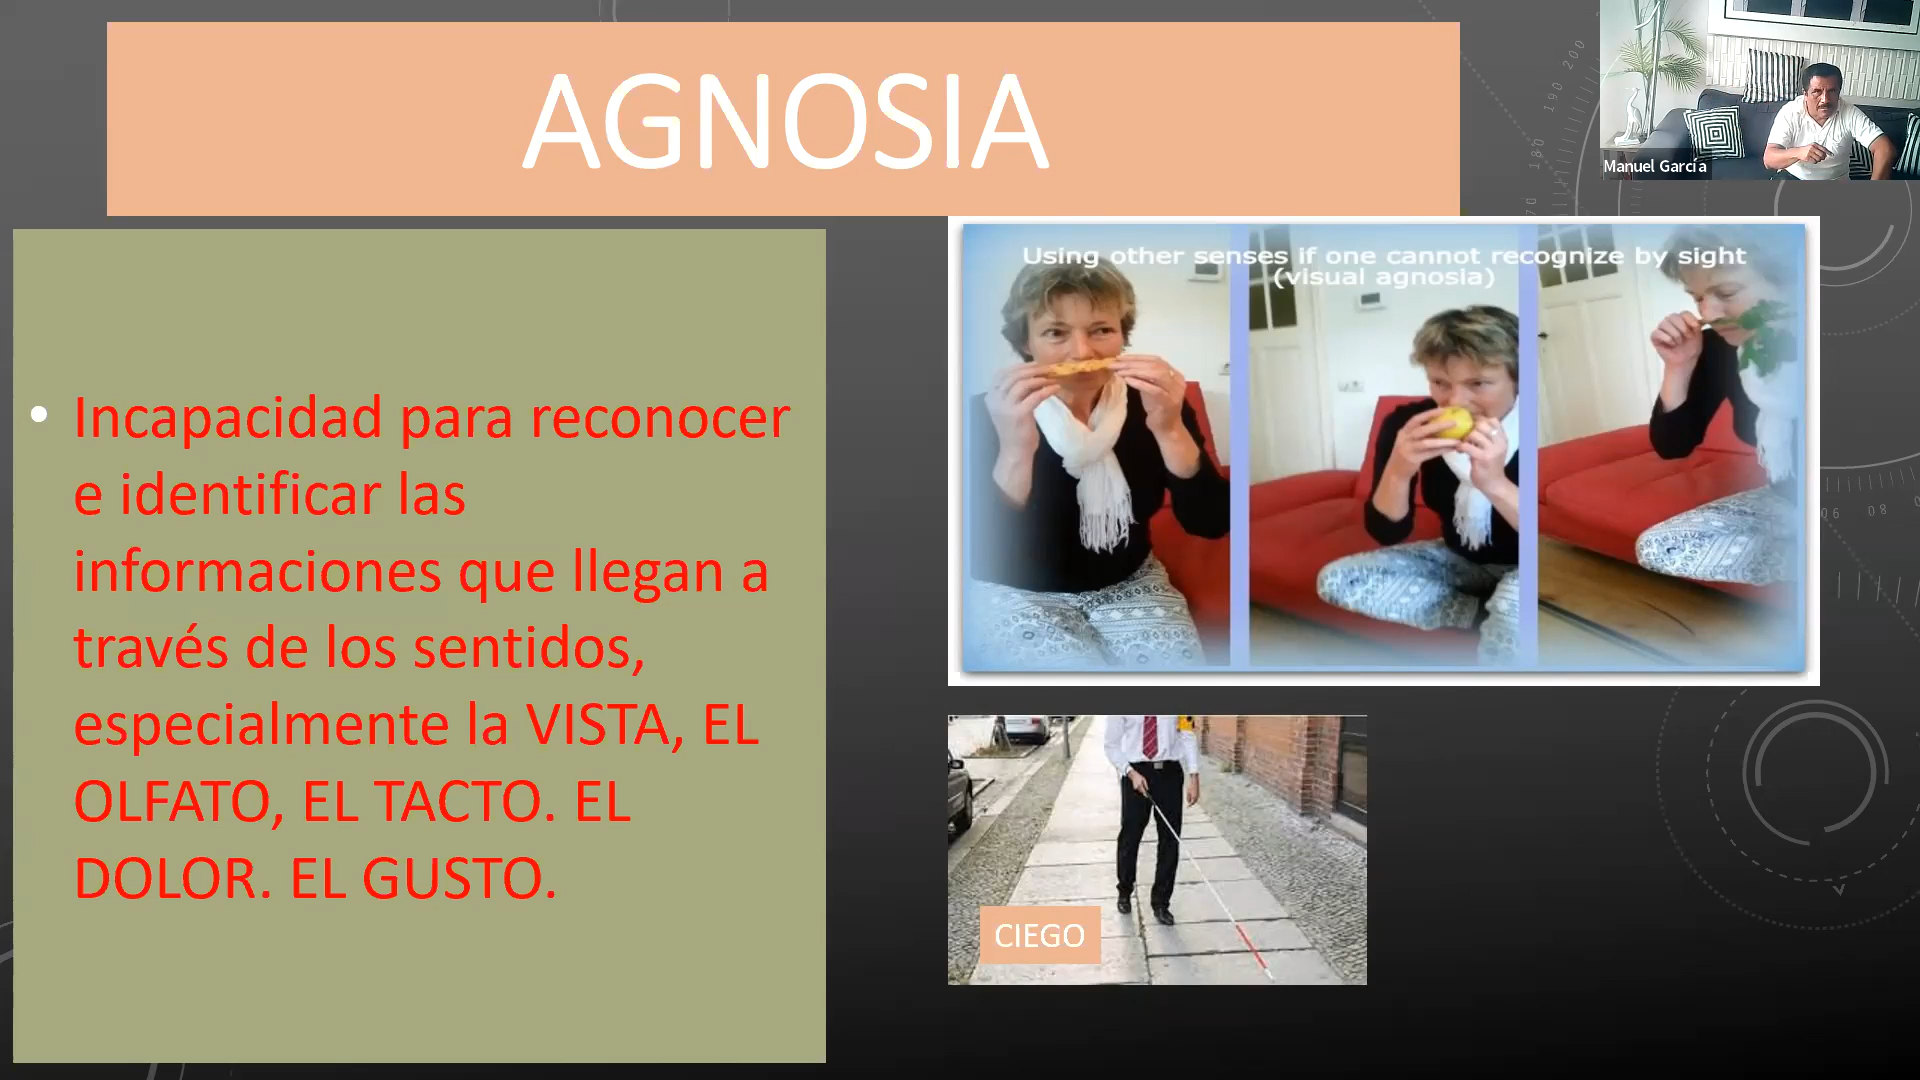 AGNOSIA
Manuel García
• Incapacidad para reconocer
e identificar las
informaciones que llegan a
través de los sentidos,
especialmente la VISTA, EL
OLFATO, EL TACTO. EL
DOLOR. EL GUSTO.
Using other senses if one cannot recognize by sight
(visual agnosia)
CIEGO